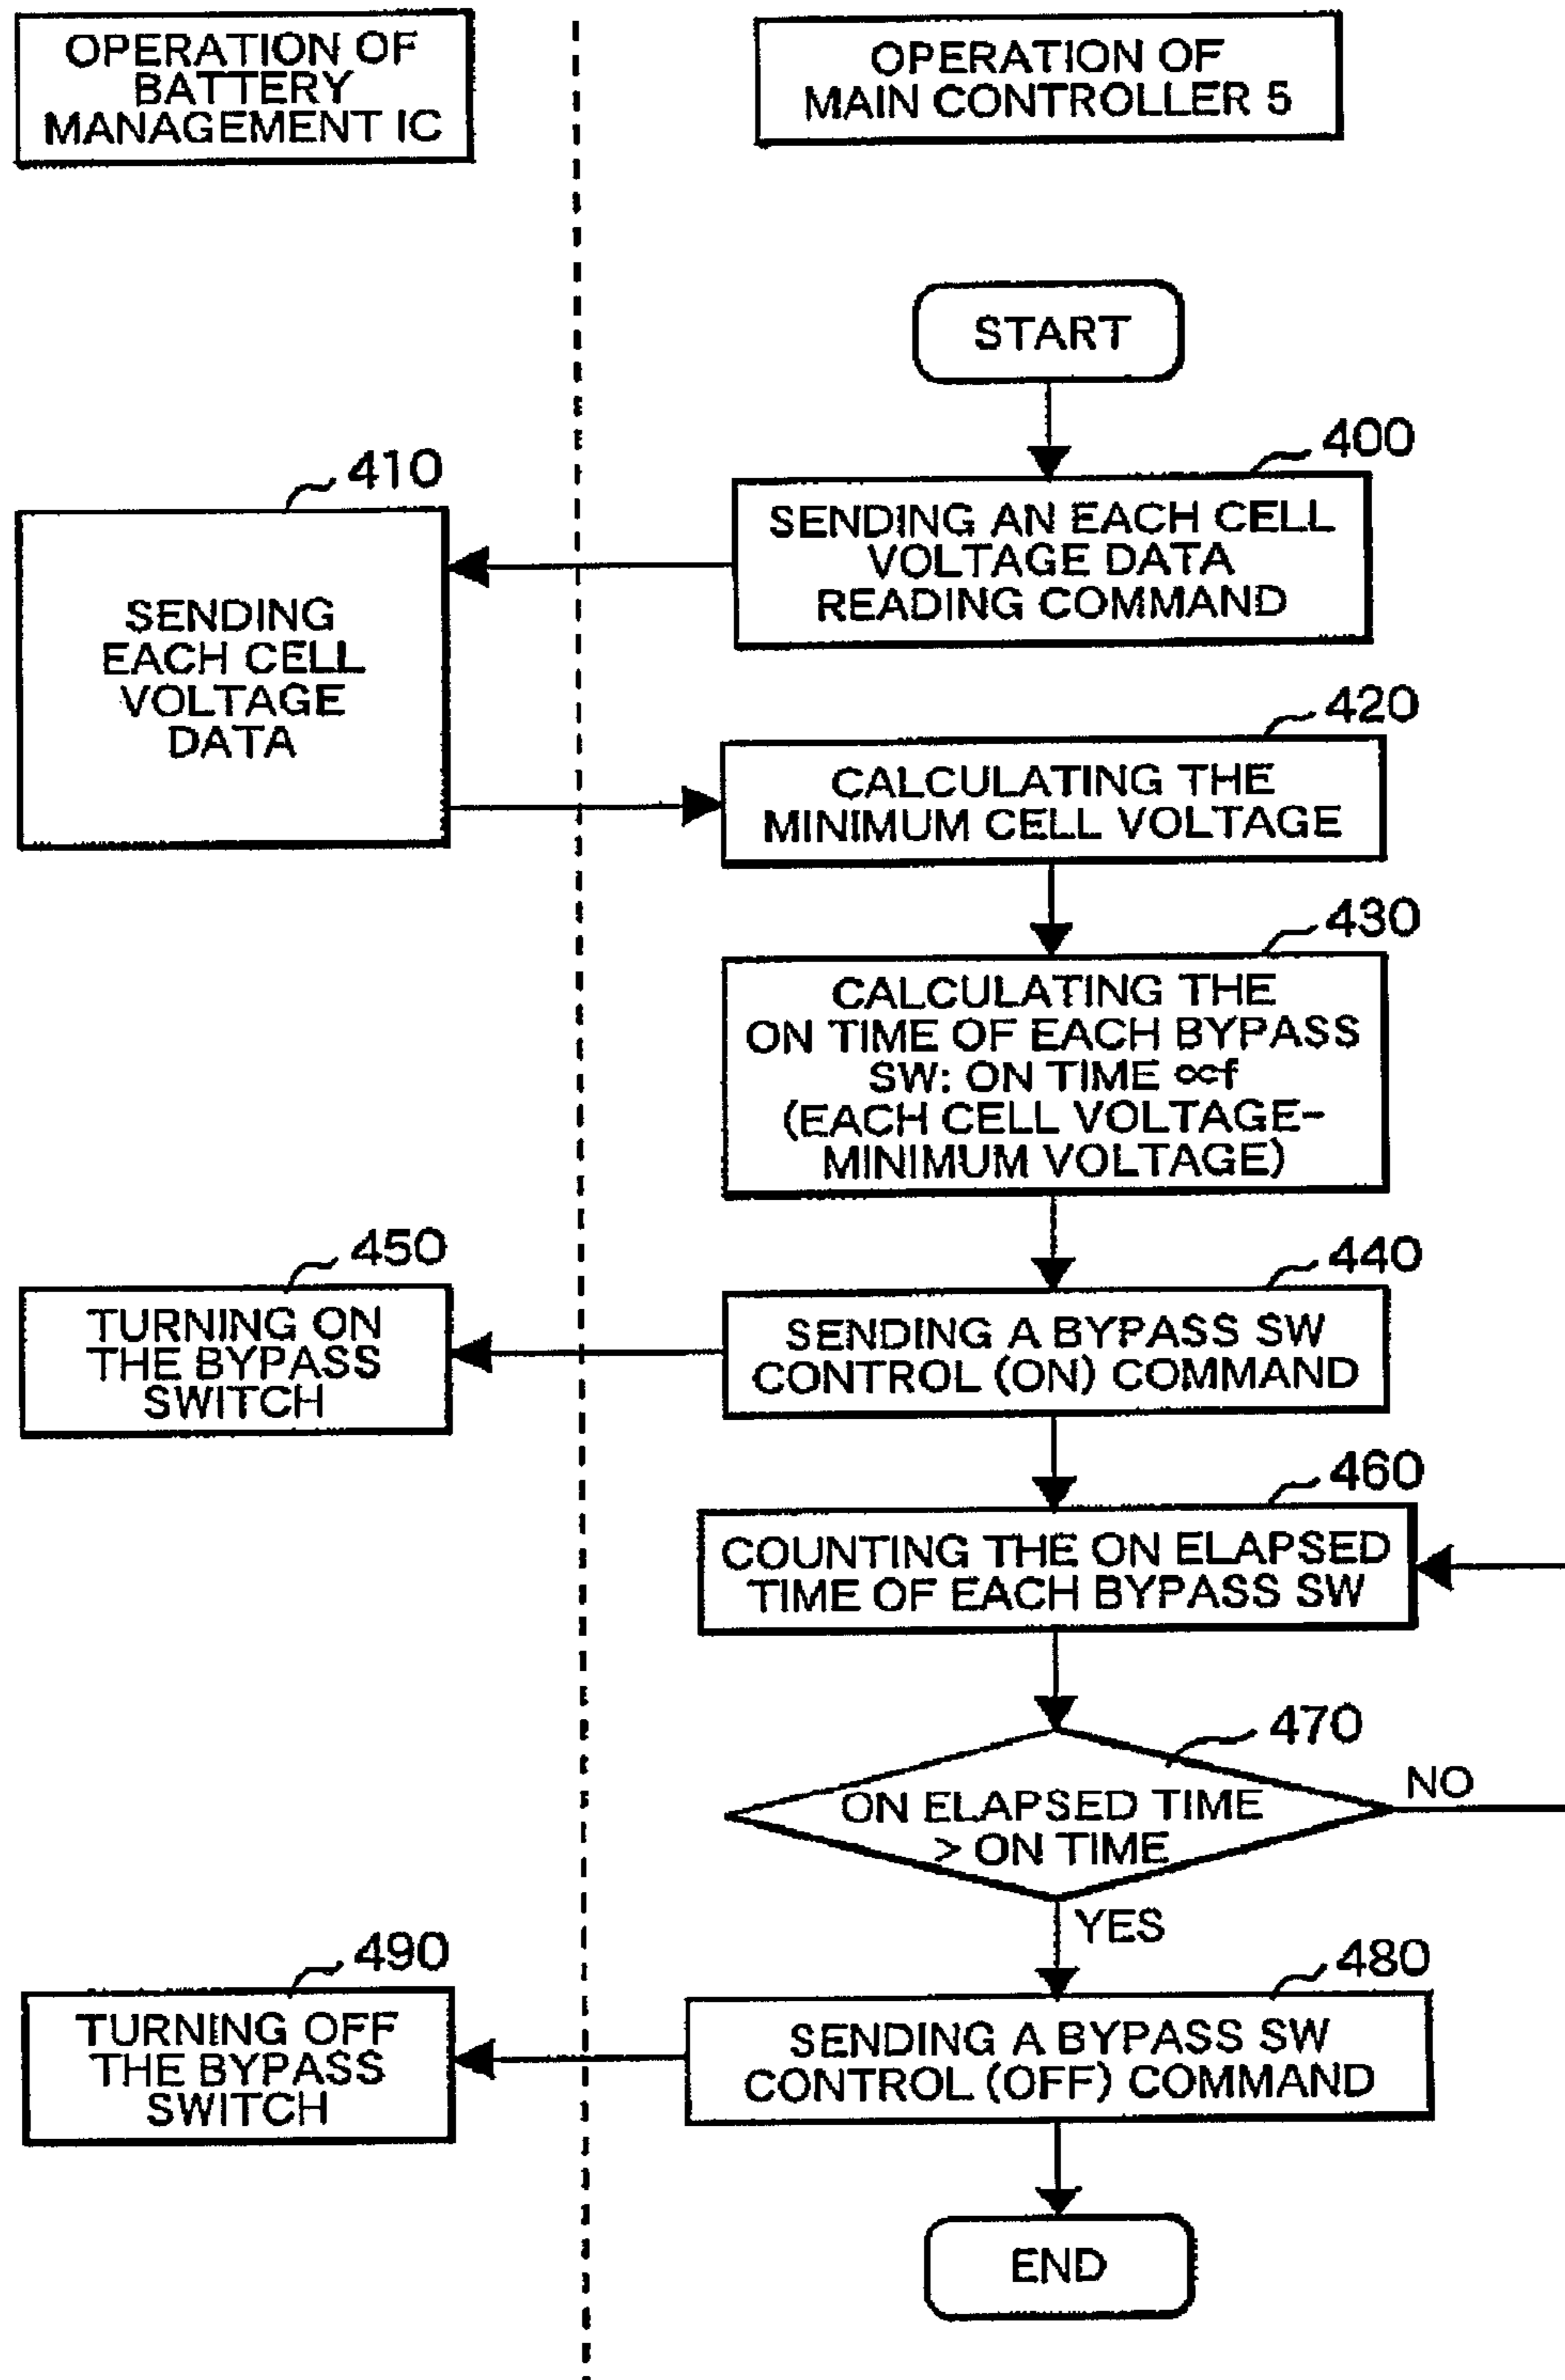 OPERATION OF
BATTERY
MANAGEMENT IC
OPERATION OF
MAIN CONTROLLER 5
START
400
SENDING AN EACH CELL
VOLTAGE DATA
READING COMMAND
410
SENDING
EACH CELL
VOLTAGE
DATA
420
CALCULATING THE
MINIMUM CELL VOLTAGE
430
CALCULATING THE
ON TIME OF EACH BYPASS
SW: ON TIME ∝f
(EACH CELL VOLTAGE-
MINIMUM VOLTAGE)
440
SENDING A BYPASS SW
CONTROL (ON) COMMAND
450
TURNING ON
THE BYPASS
SWITCH
460
COUNTING THE ON ELAPSED
TIME OF EACH BYPASS SW
470
ON ELAPSED TIME
> ON TIME
NO
YES
480
SENDING A BYPASS SW
CONTROL (OFF) COMMAND
490
TURNING OFF
THE BYPASS
SWITCH
END